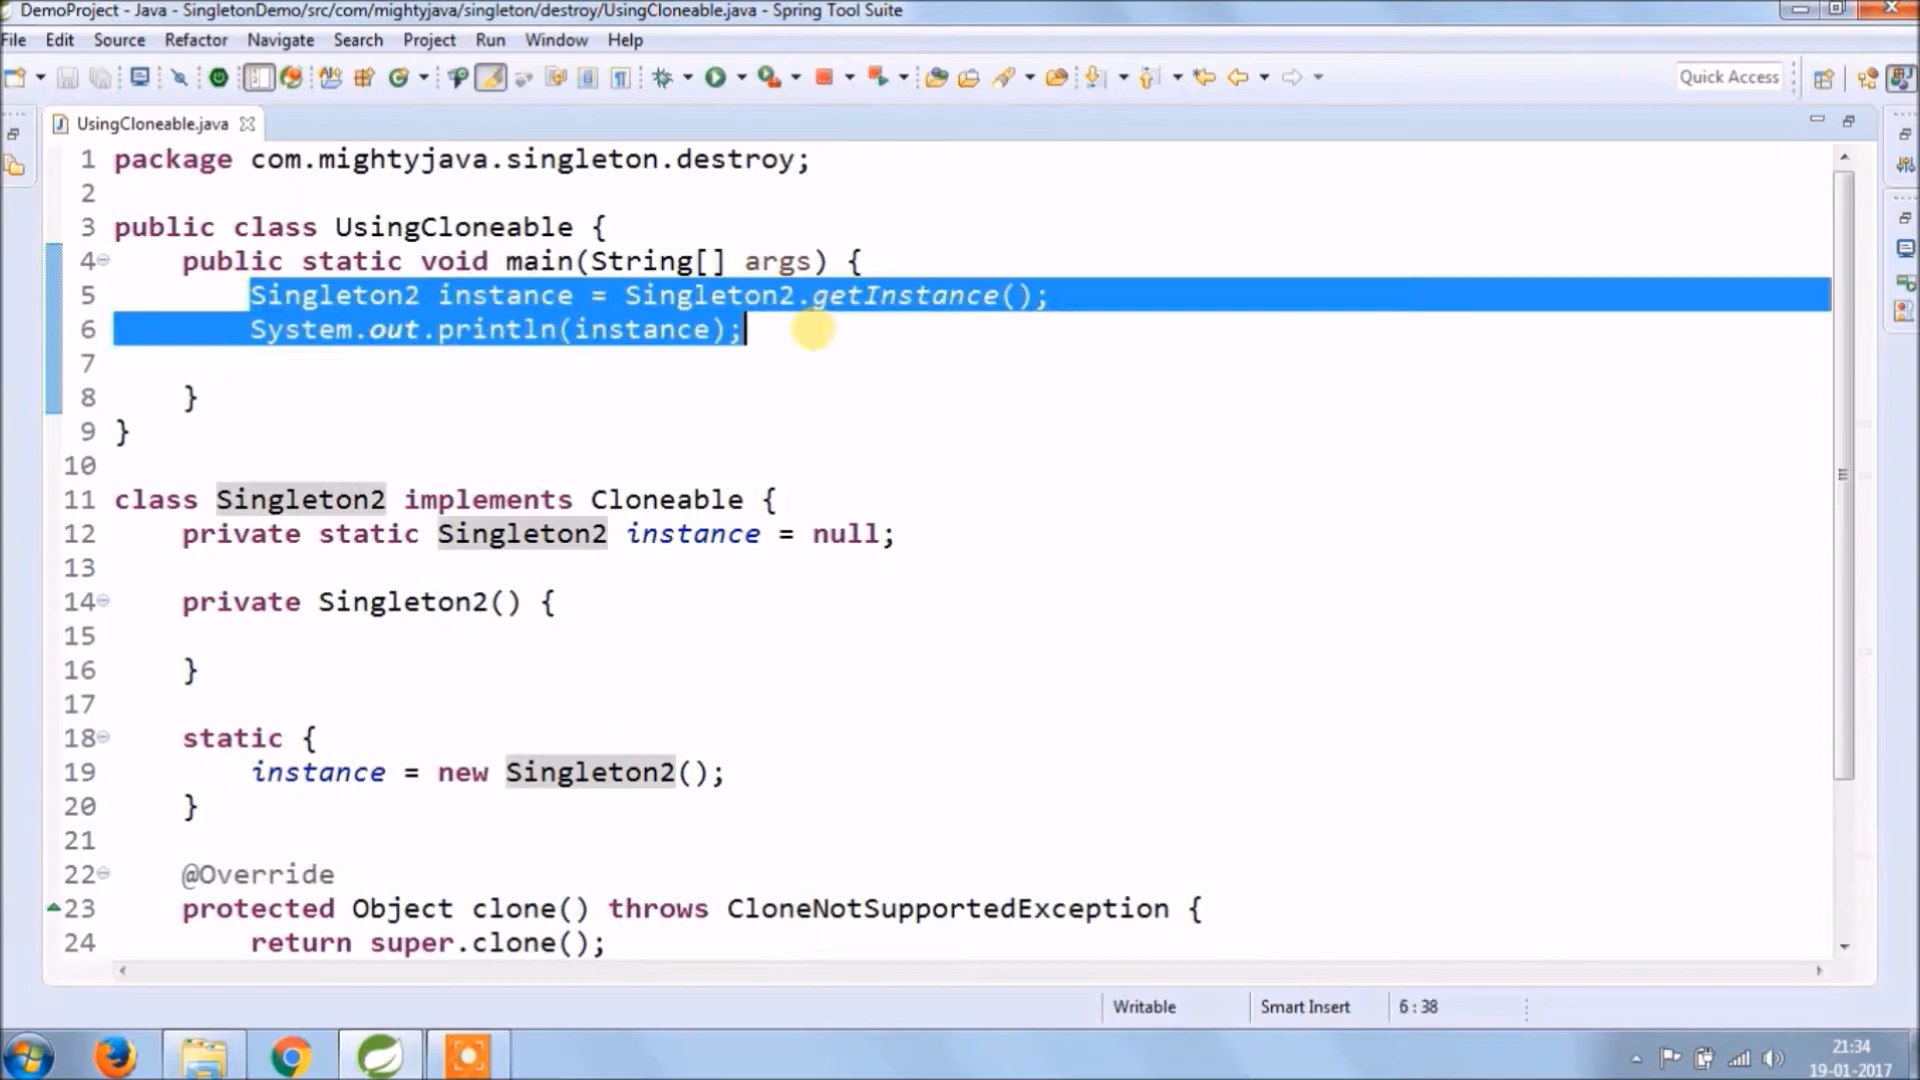 DemoProject - Java - SingletonDemo/src/com/mightyjava/singleton/destroy/UsingCloneable.java - Spring Tool Suite
File Edit Source Refactor Navigate Search Project Run Window Help
Quick Access
UsingCloneable.java
1 package com.mightyjava.singleton.destroy;
2
3 public class UsingCloneable {
4 public static void main(String[] args) {
5 Singleton2 instance = Singleton2.getInstance();
6 System.out.println(instance);
7
8 }
9 }
10
11 class Singleton2 implements Cloneable {
12 private static Singleton2 instance = null;
13
14 private Singleton2() {
15
16 }
17
18 static {
19 instance = new Singleton2();
20 }
21
22 @Override
23 protected Object clone() throws CloneNotSupportedException {
24 return super.clone();
Writable Smart Insert 6 : 38
21:34
19-01-2017